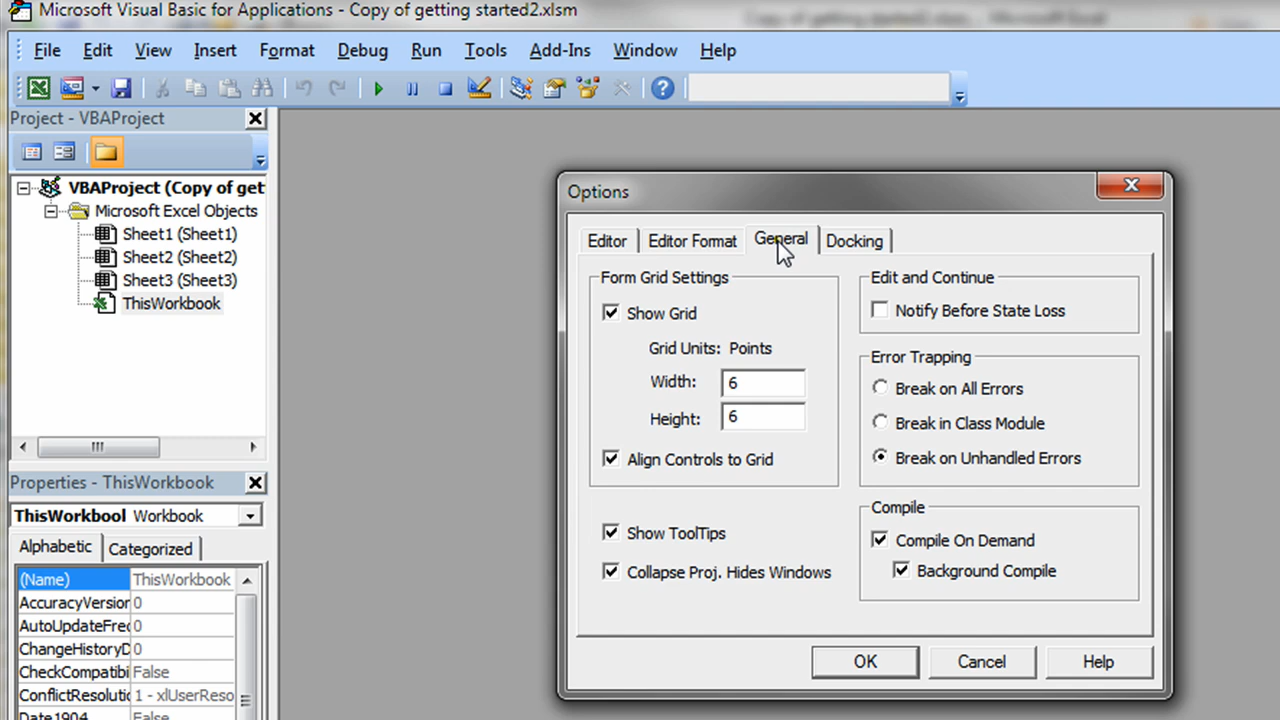 Microsoft Visual Basic for Applications - Copy of getting started2.xlsm
File Edit View Insert Format Debug Run Tools Add-Ins Window Help
Project - VBAProject
VBAProject (Copy of get
Microsoft Excel Objects
Sheet1 (Sheet1)
Sheet2 (Sheet2)
Sheet3 (Sheet3)
ThisWorkbook
Properties - ThisWorkbook
ThisWorkbool Workbook
Alphabetic Categorized
(Name) ThisWorkbook
AccuracyVersion 0
AutoUpdateFrec 0
ChangeHistoryD 0
CheckCompatibi False
ConflictResolutic 1 - xlUserReso
Date1904 False
Options
Editor Editor Format General Docking
Form Grid Settings
Show Grid
Grid Units: Points
Width: 6
Height: 6
Align Controls to Grid
Show ToolTips
Collapse Proj. Hides Windows
Edit and Continue
Notify Before State Loss
Error Trapping
Break on All Errors
Break in Class Module
Break on Unhandled Errors
Compile
Compile On Demand
Background Compile
OK Cancel Help